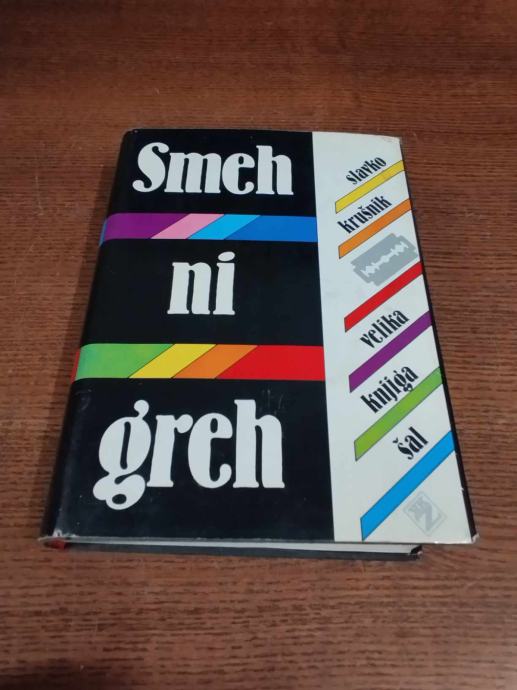 Smeh
ni
greh
slavko
krušnik
velika
knjiga
šal